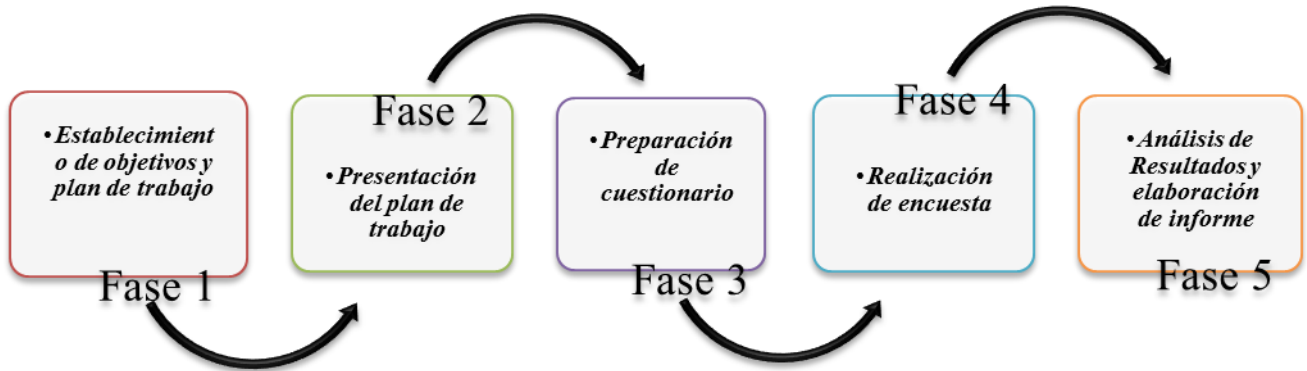 • Establecimient
o de objetivos y
plan de trabajo
Fase 1
Fase 2
• Presentación
del plan de
trabajo
• Preparación
de
cuestionario
Fase 3
Fase 4
• Realización
de encuesta
• Análisis de
Resultados y
elaboración
de informe
Fase 5